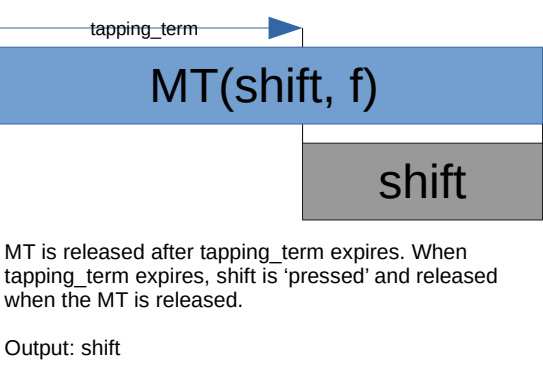 tapping_term
MT(shift, f)
shift
MT is released after tapping_term expires. When
tapping_term expires, shift is ‘pressed’ and released
when the MT is released.
Output: shift